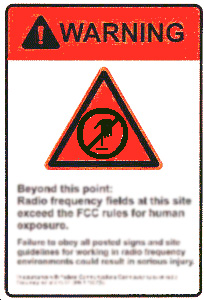 WARNING
Beyond this point:
Radio frequency fields at this site
exceed the FCC rules for human
exposure.
Failure to obey all posted signs and site
guidelines for working in radio frequency
environments could result in serious injury.